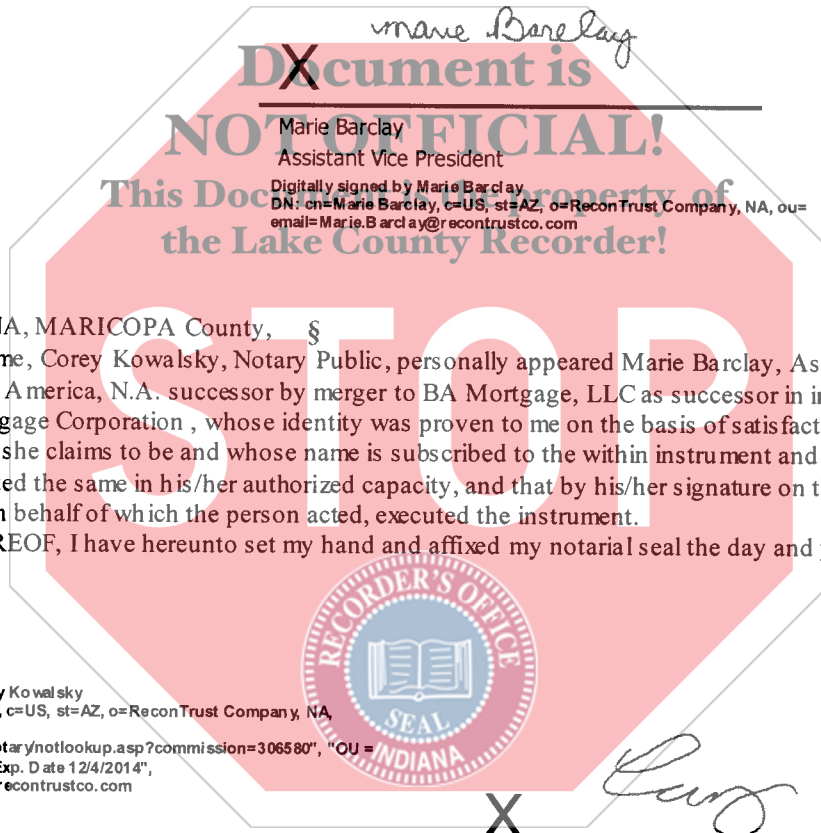 Marie Barclay
X
Document is
NOT OFFICIAL!
This Document is the property of
the Lake County Recorder!
STOP
Marie Barclay
Assistant Vice President
Digitally signed by Marie Barclay
DN: cn=Marie Barclay, c=US, st=AZ, o=ReconTrust Company, NA, ou=
email=Marie.Barclay@recontrustco.com
NA, MARICOPA County, §
me, Corey Kowalsky, Notary Public, personally appeared Marie Barclay, As
America, N.A. successor by merger to BA Mortgage, LLC as successor in in
gage Corporation , whose identity was proven to me on the basis of satisfact
she claims to be and whose name is subscribed to the within instrument and
ed the same in his/her authorized capacity, and that by his/her signature on t
n behalf of which the person acted, executed the instrument.
REOF, I have hereunto set my hand and affixed my notarial seal the day and y
RECORDER'S OFFICE
SEAL
INDIANA
y Kowalsky
, c=US, st=AZ, o=ReconTrust Company, NA,
otary/notlookup.asp?commission=306580", "OU =
Exp. Date 12/4/2014",
recontrustco.com
X